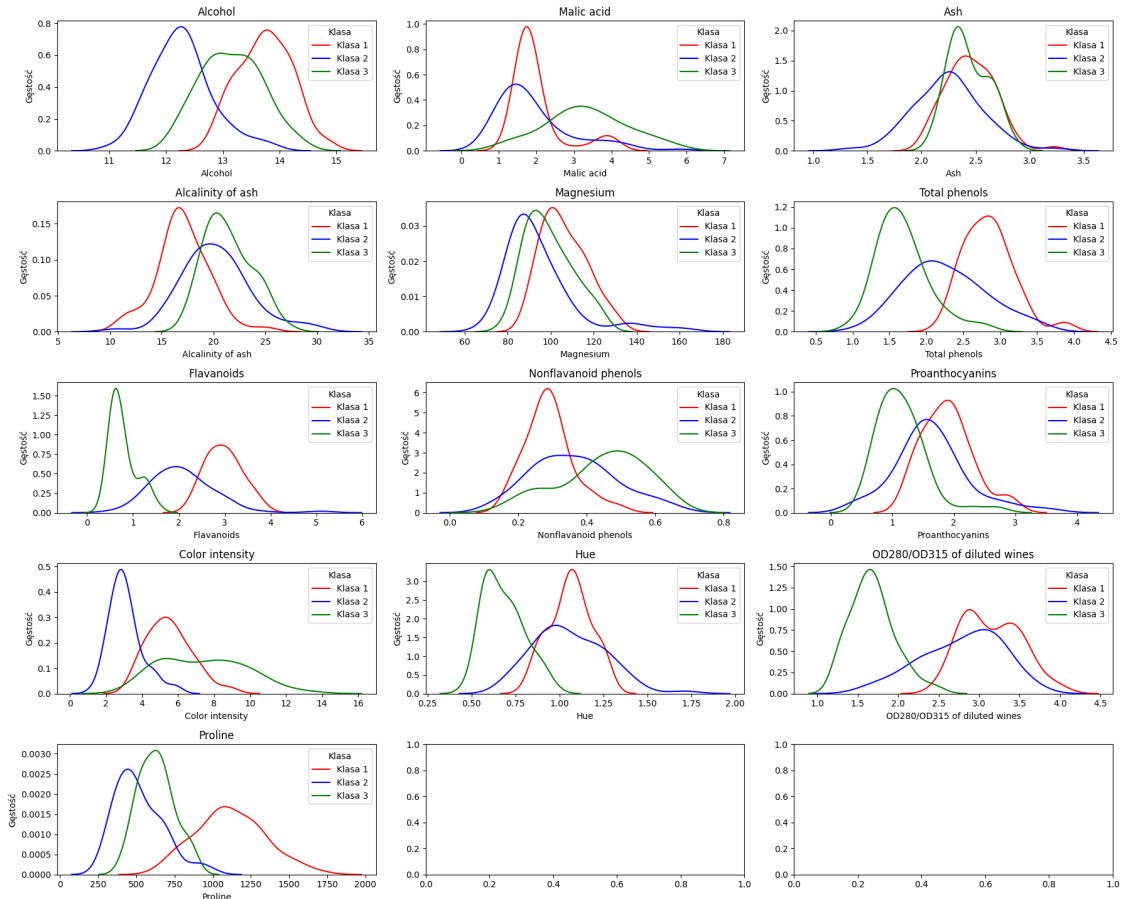 Alcohol
Gęstość
0.8
0.6
0.4
0.2
0.0
11
12
13
14
15
Alcohol
Klasa
Klasa 1
Klasa 2
Klasa 3
Malic acid
Gęstość
1.0
0.8
0.6
0.4
0.2
0.0
0
1
2
3
4
5
6
7
Malic acid
Klasa
Klasa 1
Klasa 2
Klasa 3
Ash
Gęstość
2.0
1.5
1.0
0.5
0.0
1.0
1.5
2.0
2.5
3.0
3.5
Ash
Klasa
Klasa 1
Klasa 2
Klasa 3
Alcalinity of ash
Gęstość
0.15
0.10
0.05
0.00
5
10
15
20
25
30
35
Alcalinity of ash
Klasa
Klasa 1
Klasa 2
Klasa 3
Magnesium
Gęstość
0.03
0.02
0.01
0.00
60
80
100
120
140
160
180
Magnesium
Klasa
Klasa 1
Klasa 2
Klasa 3
Total phenols
Gęstość
1.2
1.0
0.8
0.6
0.4
0.2
0.0
0.5
1.0
1.5
2.0
2.5
3.0
3.5
4.0
4.5
Total phenols
Klasa
Klasa 1
Klasa 2
Klasa 3
Flavanoids
Gęstość
1.50
1.25
1.00
0.75
0.50
0.25
0.00
0
1
2
3
4
5
6
Flavanoids
Klasa
Klasa 1
Klasa 2
Klasa 3
Nonflavanoid phenols
Gęstość
6
5
4
3
2
1
0
0.0
0.2
0.4
0.6
0.8
Nonflavanoid phenols
Klasa
Klasa 1
Klasa 2
Klasa 3
Proanthocyanins
Gęstość
1.0
0.8
0.6
0.4
0.2
0.0
0
1
2
3
4
Proanthocyanins
Klasa
Klasa 1
Klasa 2
Klasa 3
Color intensity
Gęstość
0.5
0.4
0.3
0.2
0.1
0.0
0
2
4
6
8
10
12
14
16
Color intensity
Klasa
Klasa 1
Klasa 2
Klasa 3
Hue
Gęstość
3.0
2.5
2.0
1.5
1.0
0.5
0.0
0.25
0.50
0.75
1.00
1.25
1.50
1.75
2.00
Hue
Klasa
Klasa 1
Klasa 2
Klasa 3
OD280/OD315 of diluted wines
Gęstość
1.50
1.25
1.00
0.75
0.50
0.25
0.00
1.0
1.5
2.0
2.5
3.0
3.5
4.0
4.5
OD280/OD315 of diluted wines
Klasa
Klasa 1
Klasa 2
Klasa 3
Proline
Gęstość
0.0030
0.0025
0.0020
0.0015
0.0010
0.0005
0.0000
0
250
500
750
1000
1250
1500
1750
2000
Proline
Klasa
Klasa 1
Klasa 2
Klasa 3
1.0
0.8
0.6
0.4
0.2
0.0
0.0
0.2
0.4
0.6
0.8
1.0
1.0
0.8
0.6
0.4
0.2
0.0
0.0
0.2
0.4
0.6
0.8
1.0